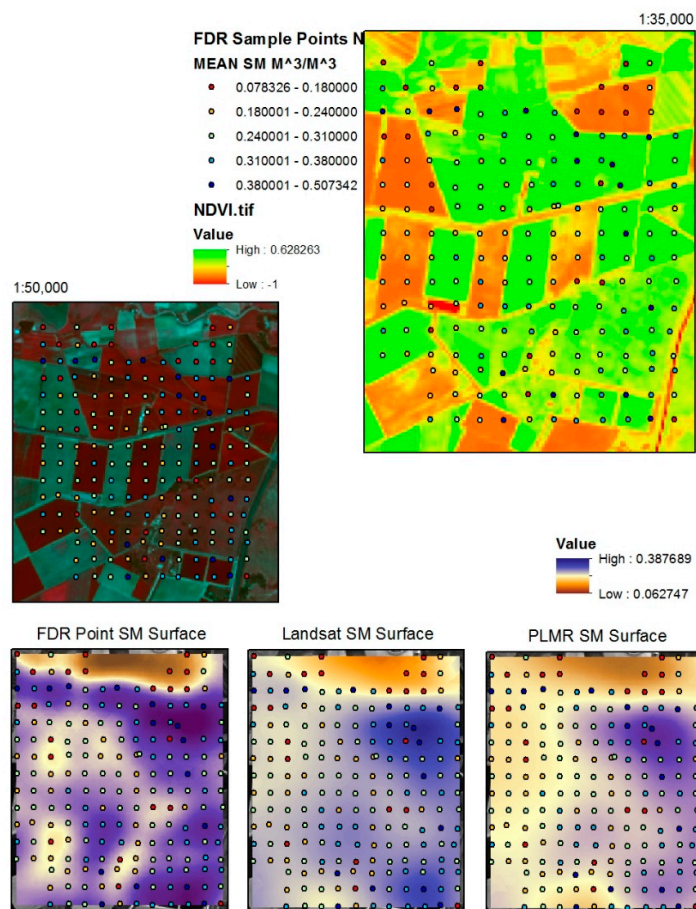 1:35,000
FDR Sample Points N
MEAN SM M^3/M^3
0.078326 - 0.180000
0.180001 - 0.240000
0.240001 - 0.310000
0.310001 - 0.380000
0.380001 - 0.507342
NDVI.tif
Value
High : 0.628263
Low : -1
1:50,000
Value
High : 0.387689
Low : 0.062747
FDR Point SM Surface
Landsat SM Surface
PLMR SM Surface